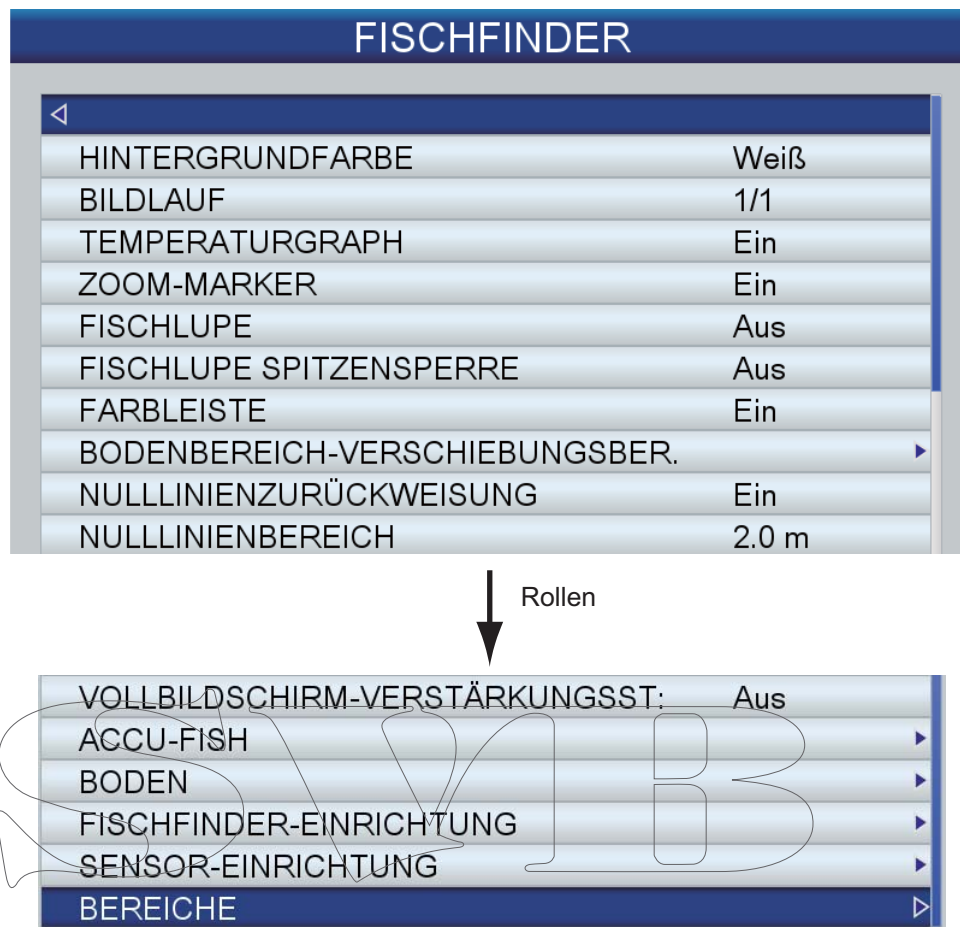 FISCHFINDER
HINTERGRUNDFARBE Weiß
BILDLAUF 1/1
TEMPERATURGRAPH Ein
ZOOM-MARKER Ein
FISCHLUPE Aus
FISCHLUPE SPITZENSPERRE Aus
FARBLEISTE Ein
BODENBEREICH-VERSCHIEBUNGSBER.
NULLLINIENZURÜCKWEISUNG Ein
NULLLINIENBEREICH 2.0 m
Rollen
VOLLBILDSCHIRM-VERSTÄRKUNGSST: Aus
ACCU-FISH
BODEN
FISCHFINDER-EINRICHTUNG
SENSOR-EINRICHTUNG
BEREICHE
SVB